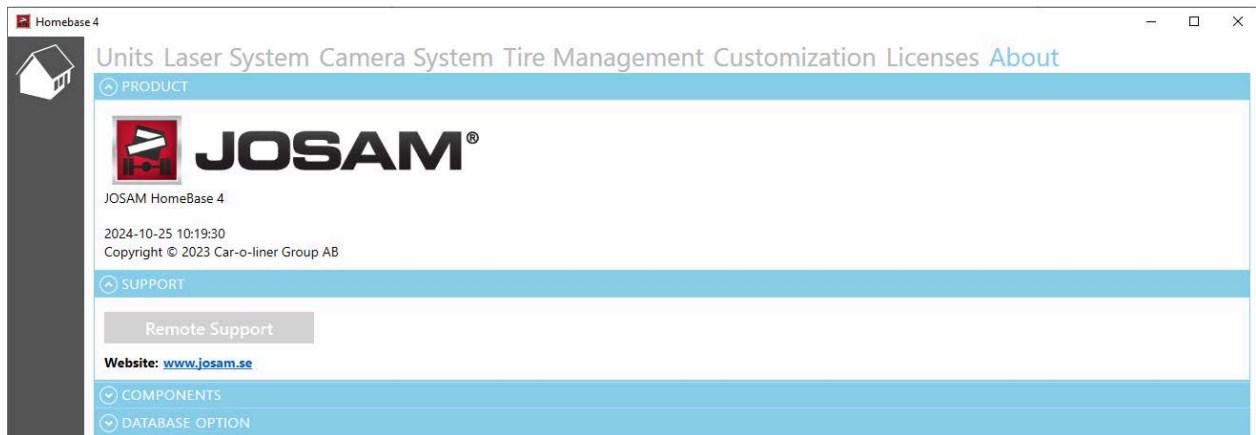 Homebase 4
Units Laser System Camera System Tire Management Customization Licenses About
PRODUCT
JOSAM®
JOSAM HomeBase 4
2024-10-25 10:19:30
Copyright © 2023 Car-o-liner Group AB
SUPPORT
Remote Support
Website: www.josam.se
COMPONENTS
DATABASE OPTION